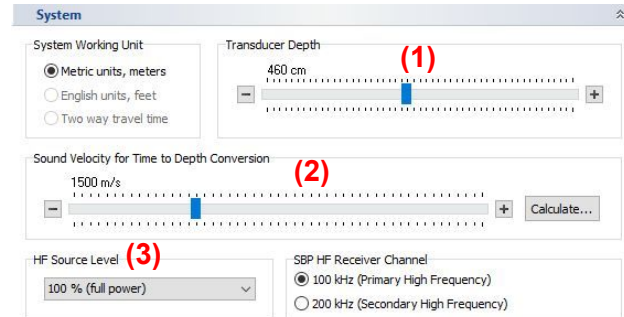 System
System Working Unit
Metric units, meters
English units, feet
Two way travel time
Transducer Depth
(1)
460 cm
Sound Velocity for Time to Depth Conversion
(2)
1500 m/s
Calculate...
HF Source Level (3)
100 % (full power)
SBP HF Receiver Channel
100 kHz (Primary High Frequency)
200 kHz (Secondary High Frequency)